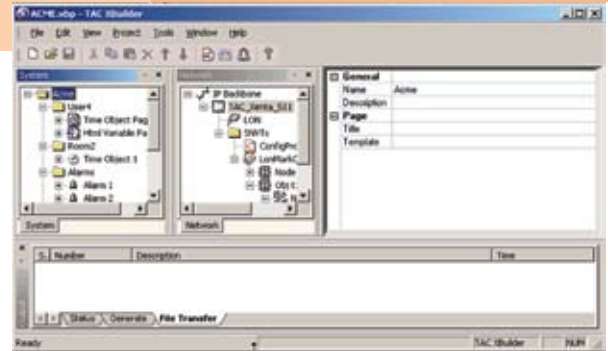 ACME.xbp - TAC XBuilder
File Edit View Project Tools Window Help
System
Acme
User4
Time Object Pag
Html Variable Pa
Room2
Time Object 1
Alarms
Alarm 1
Alarm 2
System
Network
IP Backbone
TAC_Xenta_511
LON
SNVTs
ConfigPro
LonMarkO
Node
Obj t
Network
General
Name Acme
Description
Page
Title
Template
S.. Number Description Time
Status Generate File Transfer
Ready TAC XBuilder NUM